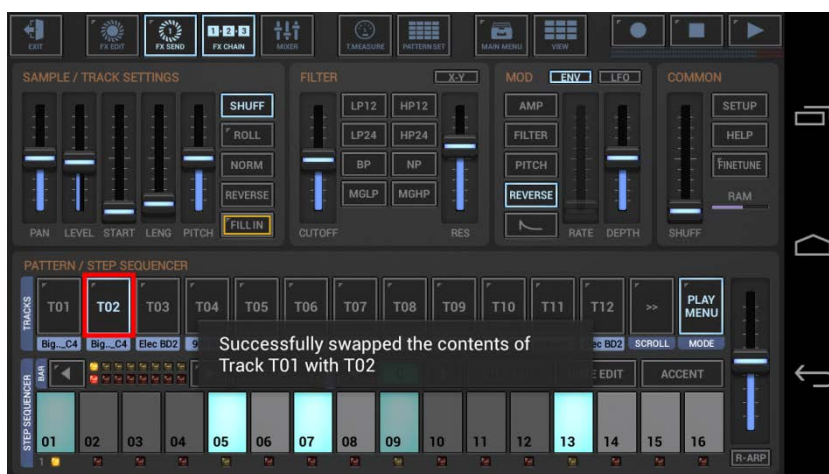 EXIT
FX EDIT
FX SEND
1·2·3
FX CHAIN
MIXER
T.MEASURE
PATTERN SET
MAIN MENU
VIEW
SAMPLE / TRACK SETTINGS
FILTER
X-Y
MOD
ENV
LFO
COMMON
SHUFF
LP12
HP12
AMP
SETUP
ROLL
LP24
HP24
FILTER
HELP
NORM
BP
NP
PITCH
FINETUNE
REVERSE
MGLP
MGHP
REVERSE
RAM
FILL IN
PAN
LEVEL
START
LENG
PITCH
CUTOFF
RES
RATE
DEPTH
SHUFF
PATTERN / STEP SEQUENCER
TRACKS
T01
T02
T03
T04
T05
T06
T07
T08
T09
T10
T11
T12
>>
PLAY MENU
Big.._C4
Big.._C4
Elec BD2
ec BD2
SCROLL
MODE
Successfully swapped the contents of
Track T01 with T02
STEP SEQUENCER
BAR
E EDIT
ACCENT
01
02
03
04
05
06
07
08
09
10
11
12
13
14
15
16
1
R-ARP